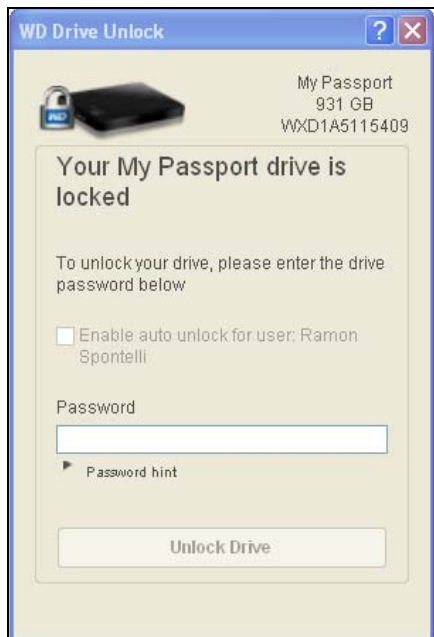 WD Drive Unlock
My Passport
931 GB
WXD1A5115409
WD
Your My Passport drive is
locked
To unlock your drive, please enter the drive
password below
Enable auto unlock for user: Ramon
Spontelli
Password
Password hint
Unlock Drive